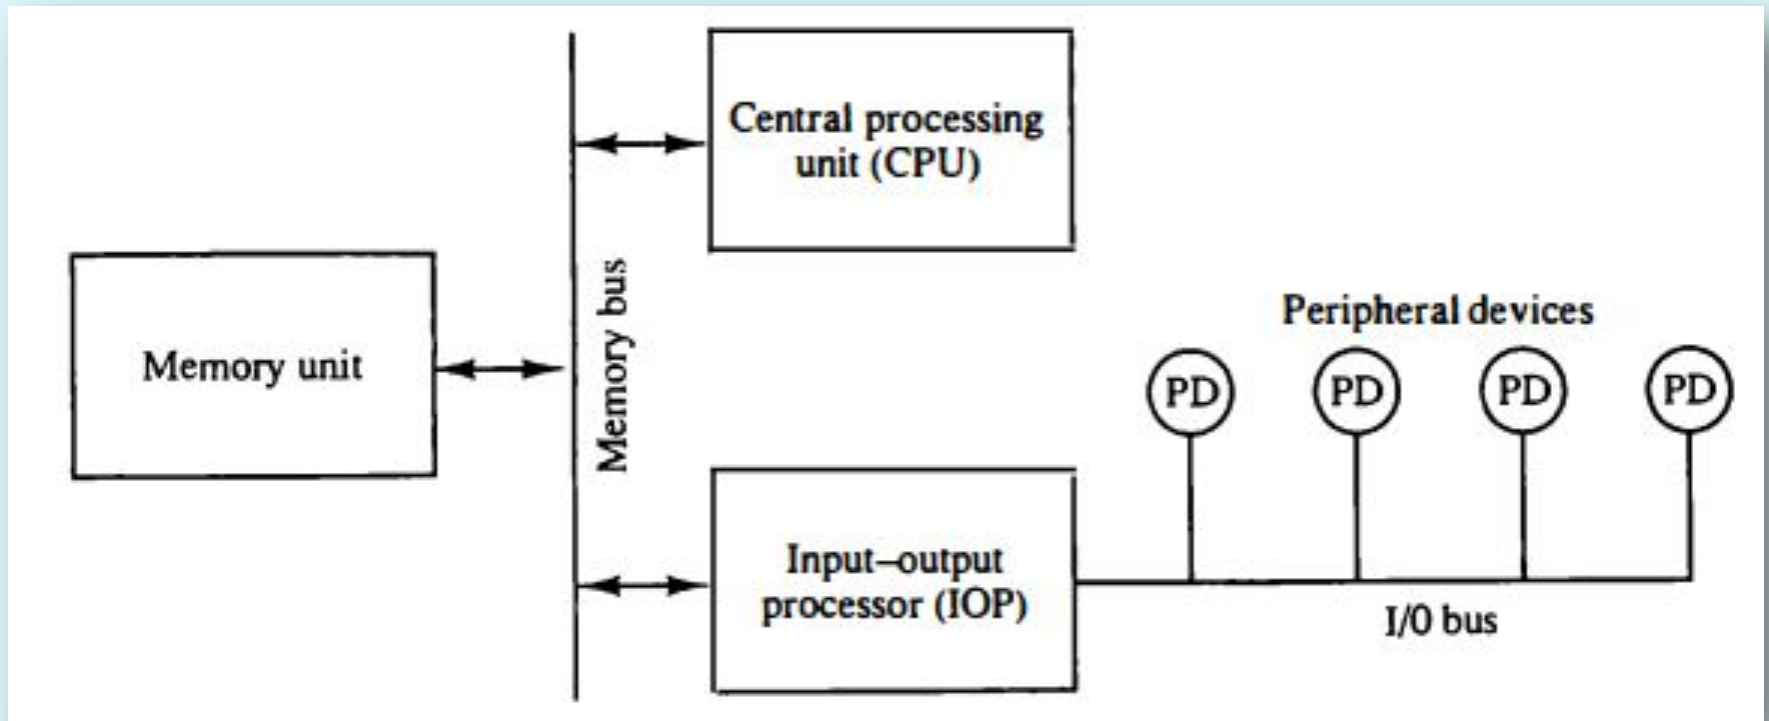 Central processing
unit (CPU)
Memory unit
Memory bus
Peripheral devices
PD PD PD PD
Input–output
processor (IOP)
I/0 bus